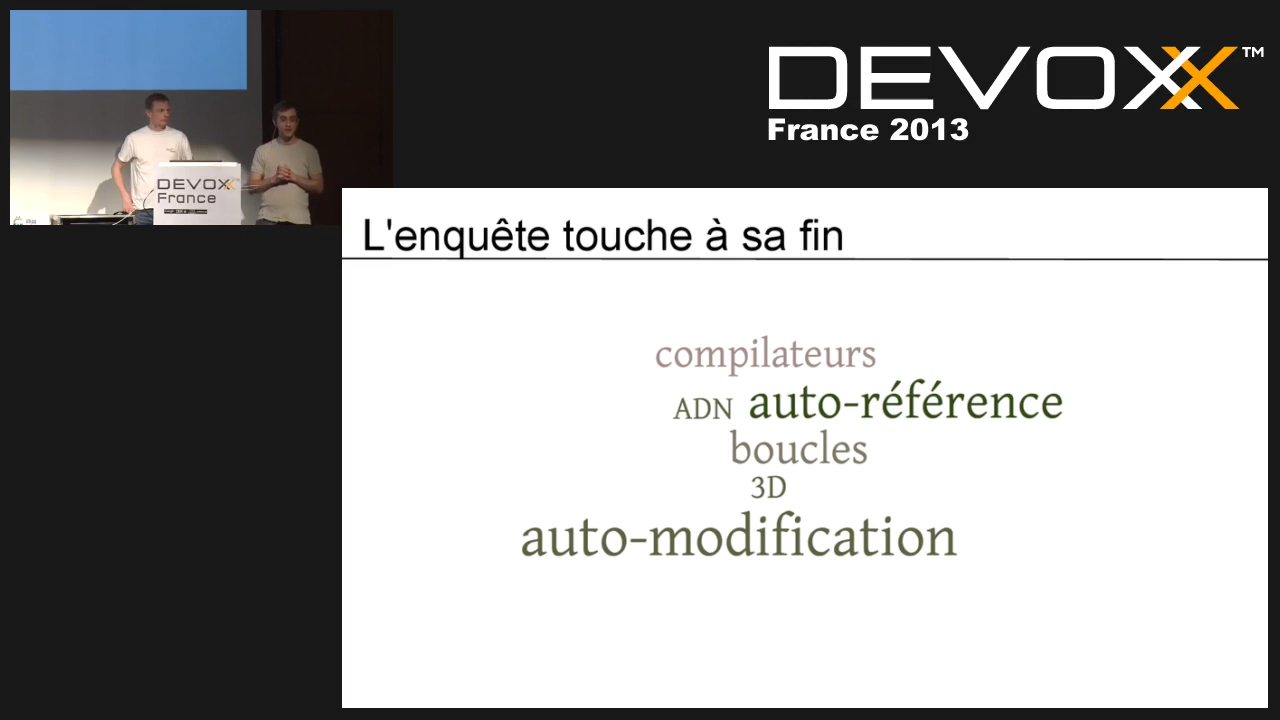 DEVOXX™
France 2013
DEVOXX
France
L'enquête touche à sa fin
compilateurs
ADN auto-référence
boucles
3D
auto-modification